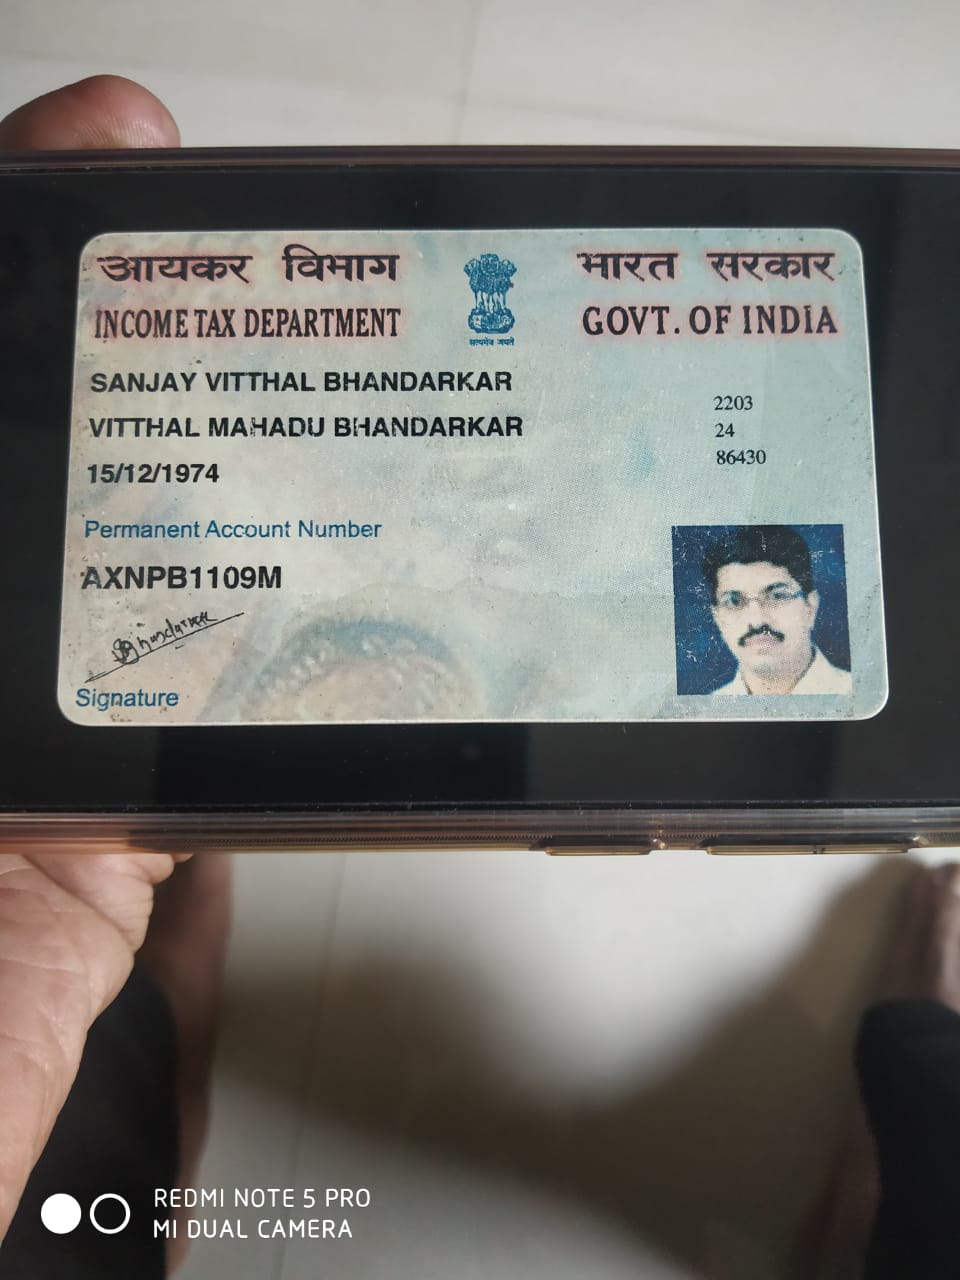 आयकर विभाग
भारत सरकार
INCOME TAX DEPARTMENT
GOVT. OF INDIA
सत्यमेव जयते
SANJAY VITTHAL BHANDARKAR
VITTHAL MAHADU BHANDARKAR
15/12/1974
2203
24
86430
Permanent Account Number
AXNPB1109M
Signature
REDMI NOTE 5 PRO
MI DUAL CAMERA